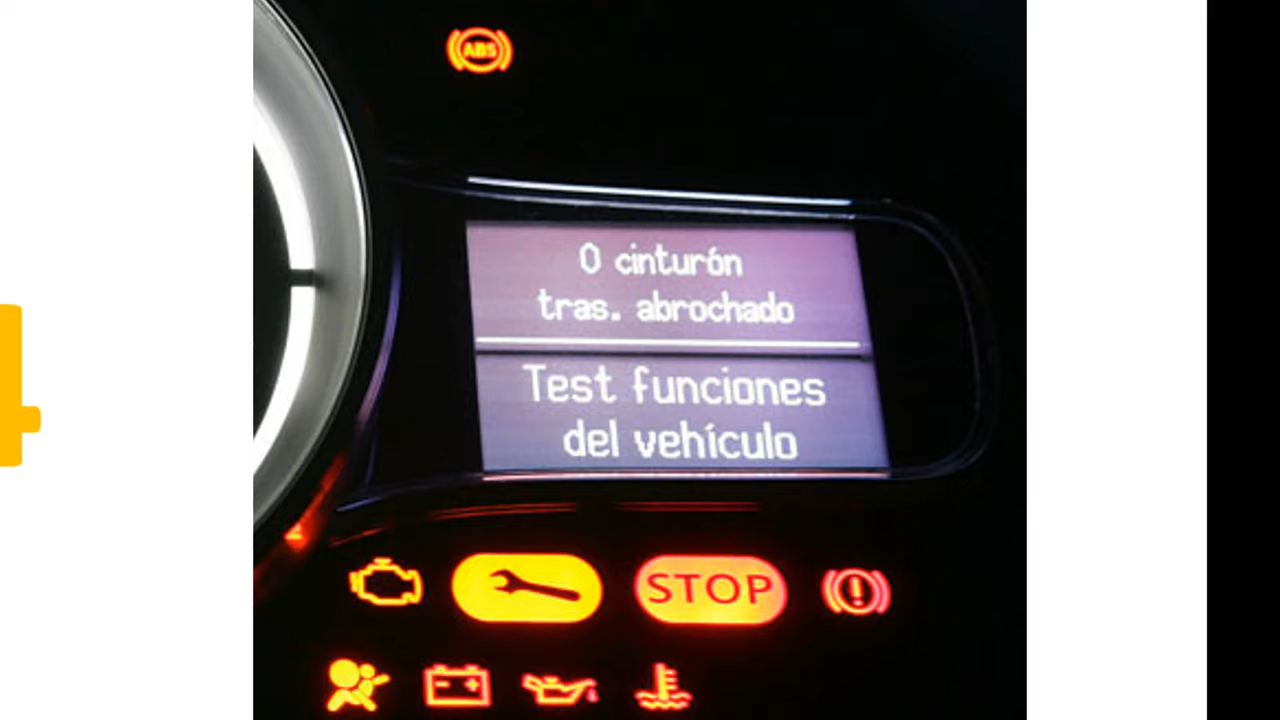 ABS
0 cinturón
tras. abrochado
Test funciones
del vehículo
STOP